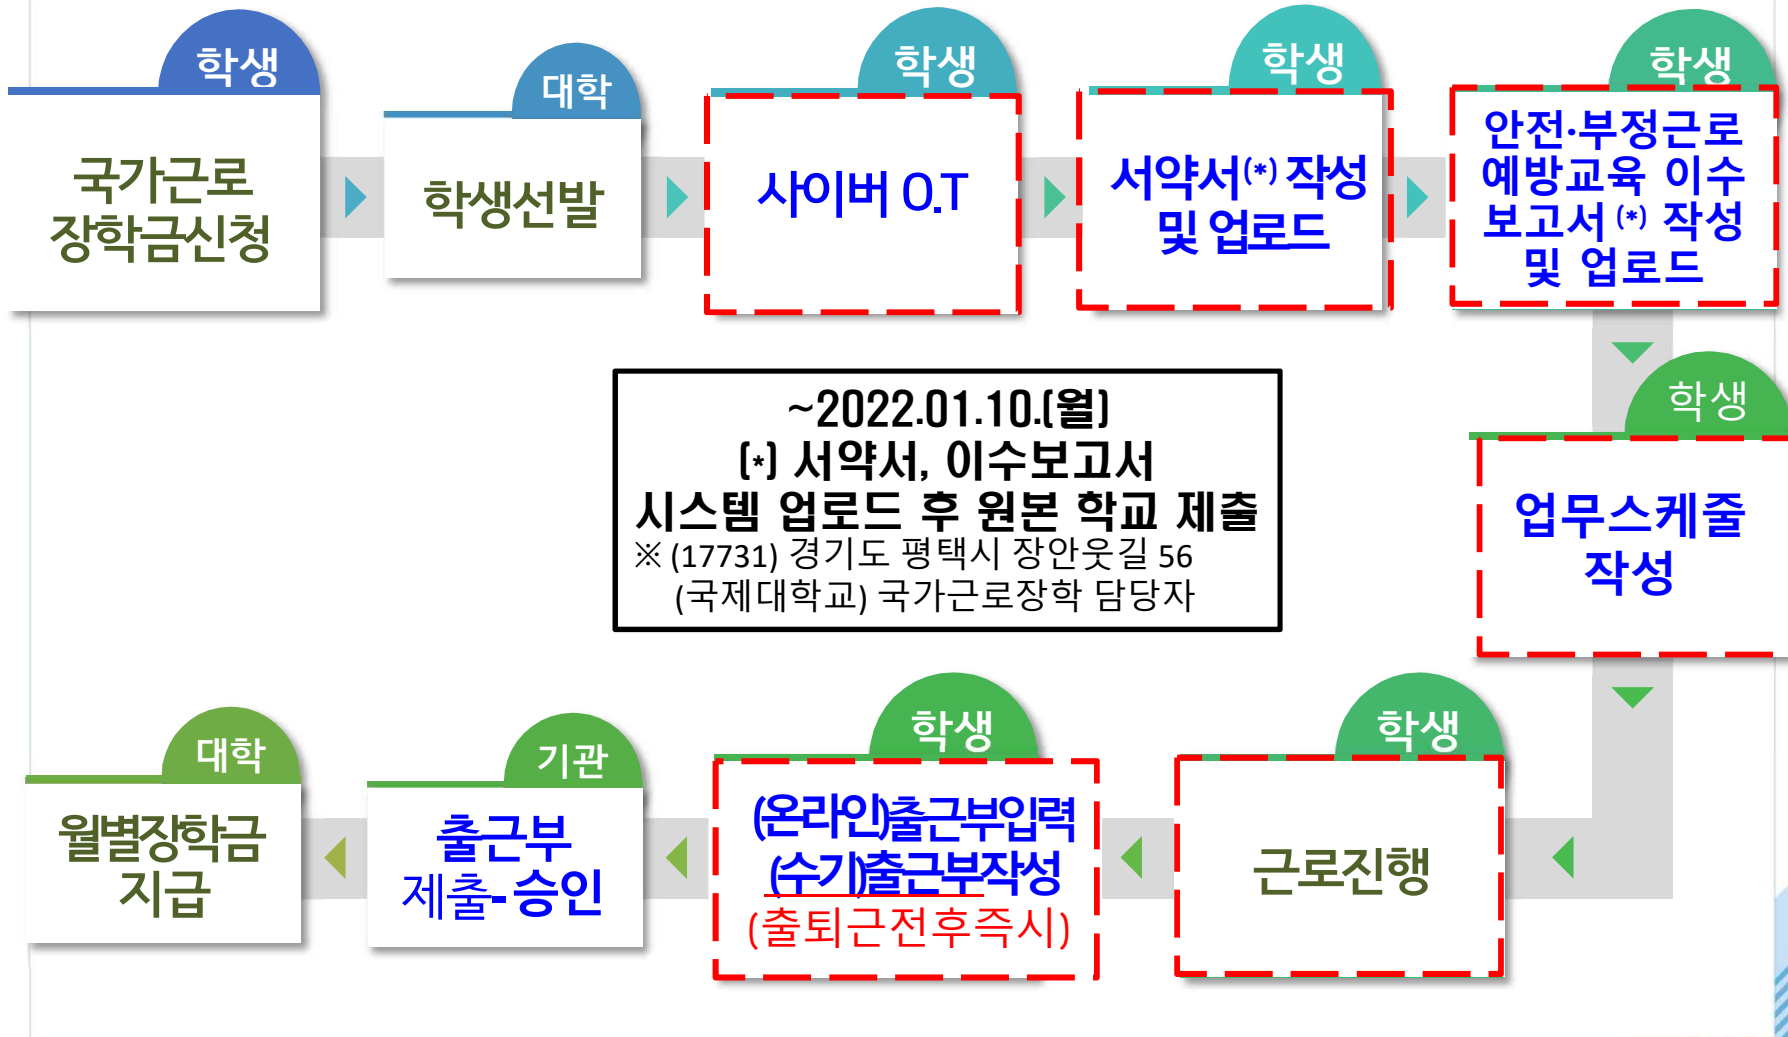 학생
국가근로
장학금신청
대학
학생선발
학생
사이버 O.T
학생
서약서(*) 작성
및 업로드
학생
안전·부정근로
예방교육 이수
보고서(*) 작성
및 업로드
~2022.01.10.(월)
(*) 서약서, 이수보고서
시스템 업로드 후 원본 학교 제출
※ (17731) 경기도 평택시 장안웃길 56
(국제대학교) 국가근로장학 담당자
학생
업무스케줄
작성
학생
근로진행
학생
(온라인)출근부입력
(수기)출근부작성
(출퇴근전후즉시)
기관
출근부
제출-승인
대학
월별장학금
지급